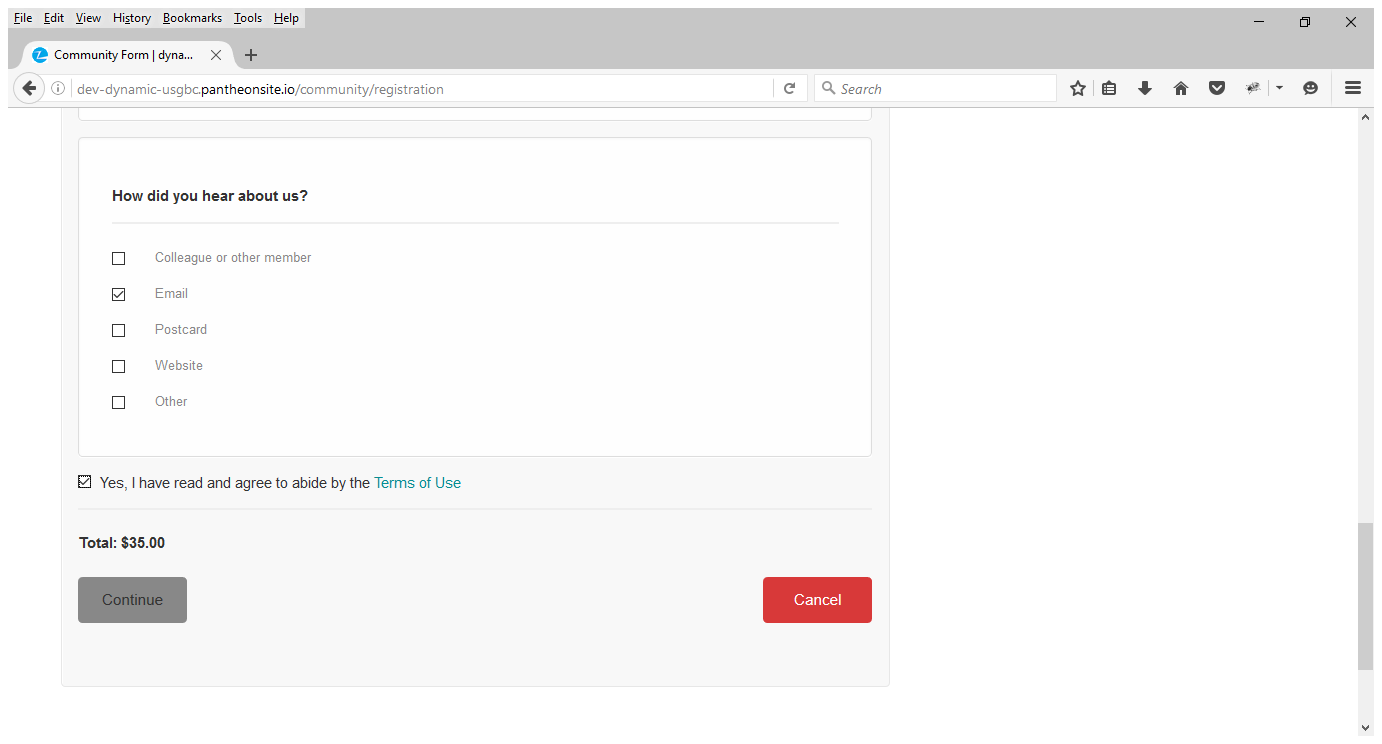 File Edit View History Bookmarks Tools Help
Community Form | dyna...
dev-dynamic-usgbc.pantheonsite.io/community/registration
Search
How did you hear about us?
Colleague or other member
Email
Postcard
Website
Other
Yes, I have read and agree to abide by the Terms of Use
Total: $35.00
Continue
Cancel